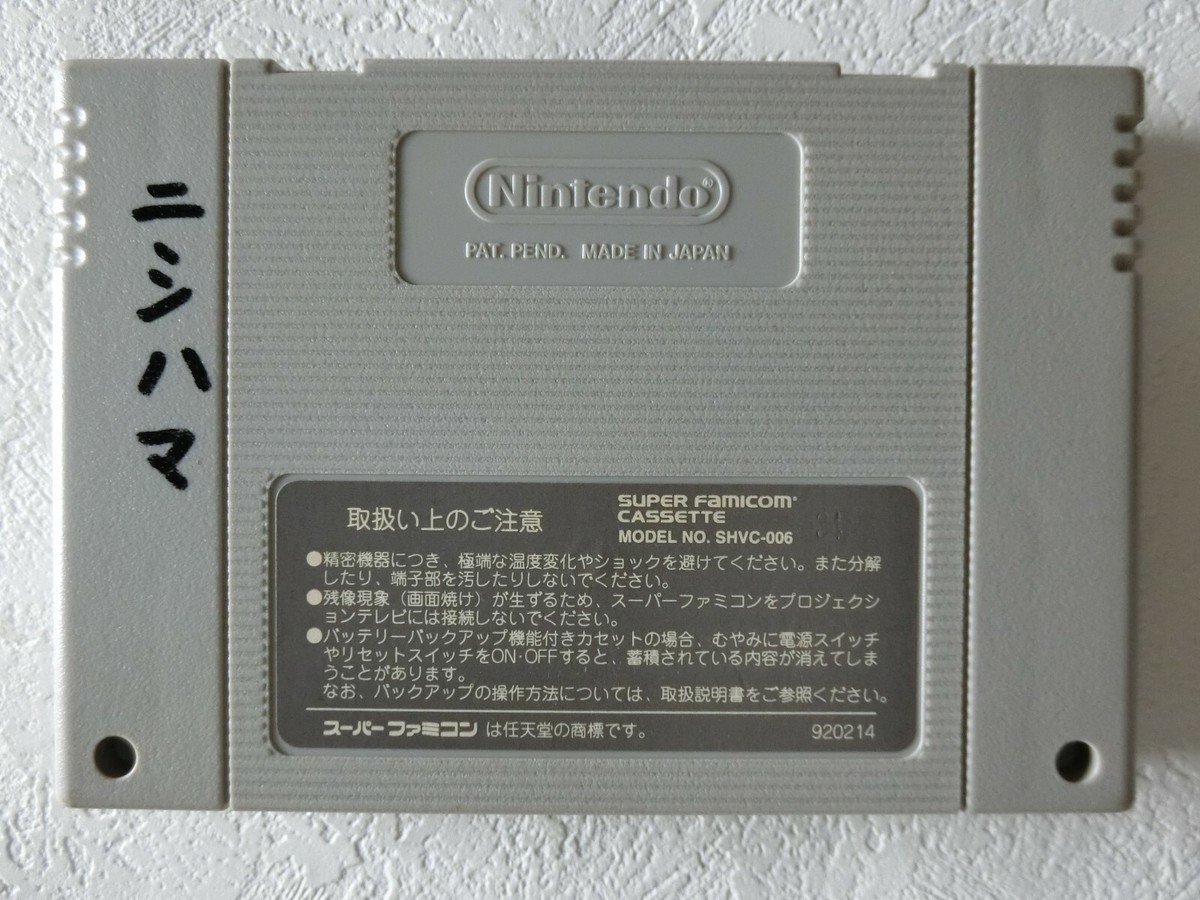 ニシハマ
Nintendo®
PAT. PEND. MADE IN JAPAN
取扱い上のご注意
SUPER FAMICOM
CASSETTE
MODEL NO. SHVC-006
●精密機器につき、極端な温度変化やショックを避けてください。また分解
したり、端子部を汚したりしないでください。
●残像現象（画面焼け）が生ずるため、スーパーファミコンをプロジェクシ
ョンテレビには接続しないでください。
●バッテリーバックアップ機能付きカセットの場合、むやみに電源スイッチ
やリセットスイッチをON·OFFすると、蓄積されている内容が消えてしま
うことがあります。
なお、バックアップの操作方法については、取扱説明書をご参照ください。
スーパーファミコン は任天堂の商標です。
920214